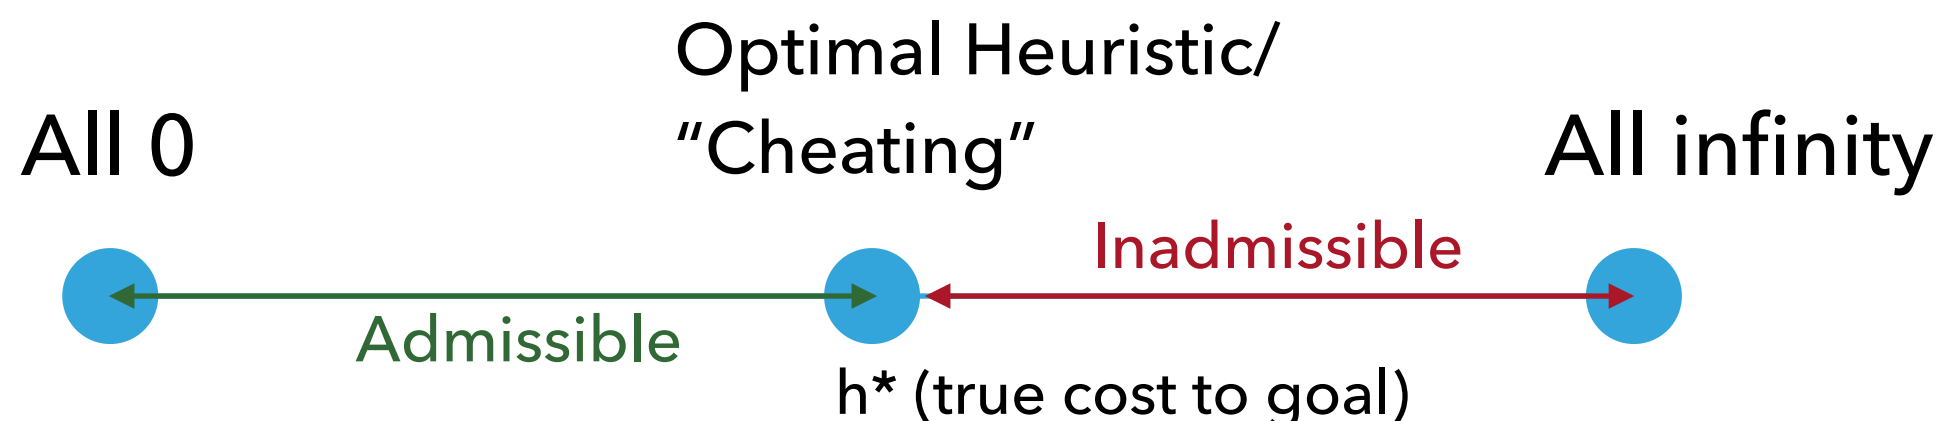 Optimal Heuristic/
“Cheating”
All 0
All infinity
Inadmissible
Admissible
h* (true cost to goal)